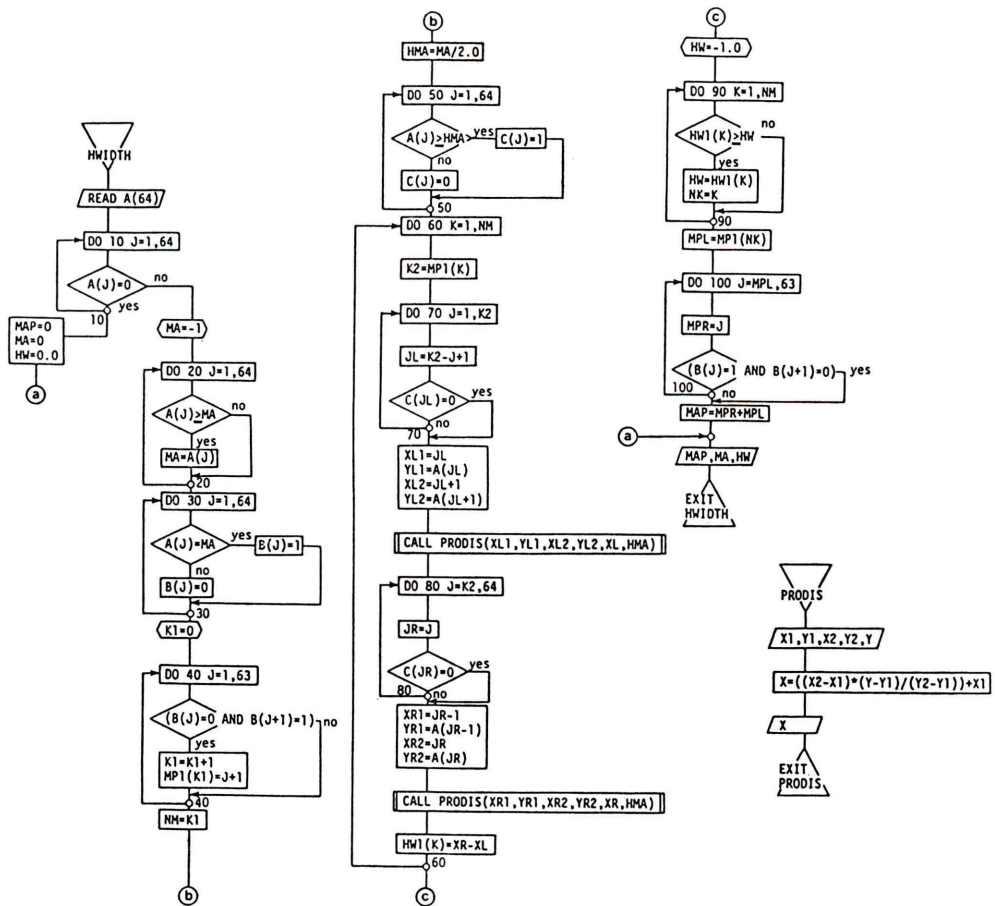 HWIDTH
READ A(64)
DO 10 J=1,64
A(J)=0
no
yes
10
MAP=0
MA=0
HW=0.0
a
MA=-1
DO 20 J=1,64
A(J)≥MA
no
yes
MA=A(J)
20
DO 30 J=1,64
A(J)=MA
yes
B(J)=1
no
B(J)=0
30
K1=0
DO 40 J=1,63
(B(J)=0 AND B(J+1)=1)
no
yes
K1=K1+1
MP1(K1)=J+1
40
NM=K1
b
b
HMA=MA/2.0
DO 50 J=1,64
A(J)≥HMA
yes
C(J)=1
no
C(J)=0
50
DO 60 K=1,NM
K2=MP1(K)
DO 70 J=1,K2
JL=K2-J+1
C(JL)=0
yes
no
70
XL1=JL
YL1=A(JL)
XL2=JL+1
YL2=A(JL+1)
CALL PRODIS(XL1,YL1,XL2,YL2,XL,HMA)
DO 80 J=K2,64
JR=J
C(JR)=0
yes
80
no
XR1=JR-1
YR1=A(JR-1)
XR2=JR
YR2=A(JR)
CALL PRODIS(XR1,YR1,XR2,YR2,XR,HMA)
HW1(K)=XR-XL
60
c
c
HW=-1.0
DO 90 K=1,NM
HW1(K)≥HW
no
yes
HW=HW1(K)
NK=K
90
MPL=MP1(NK)
DO 100 J=MPL,63
MPR=J
(B(J)=1 AND B(J+1)=0)
yes
100
no
MAP=MPR+MPL
a
MAP,MA,HW
EXIT
HWIDTH
PRODIS
X1,Y1,X2,Y2,Y
X=((X2-X1)*(Y-Y1)/(Y2-Y1))+X1
X
EXIT
PRODIS